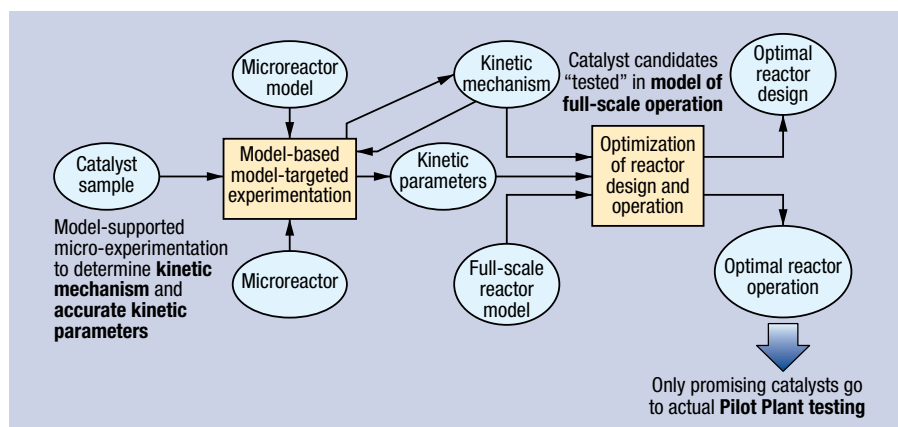 Microreactor
model
Kinetic
mechanism
Catalyst candidates
“tested” in model of
full-scale operation
Optimal
reactor
design
Catalyst
sample
Model-based
model-targeted
experimentation
Kinetic
parameters
Optimization
of reactor
design and
operation
Model-supported
micro-experimentation
to determine kinetic
mechanism and
accurate kinetic
parameters
Microreactor
Full-scale
reactor
model
Optimal reactor
operation
Only promising catalysts go
to actual Pilot Plant testing